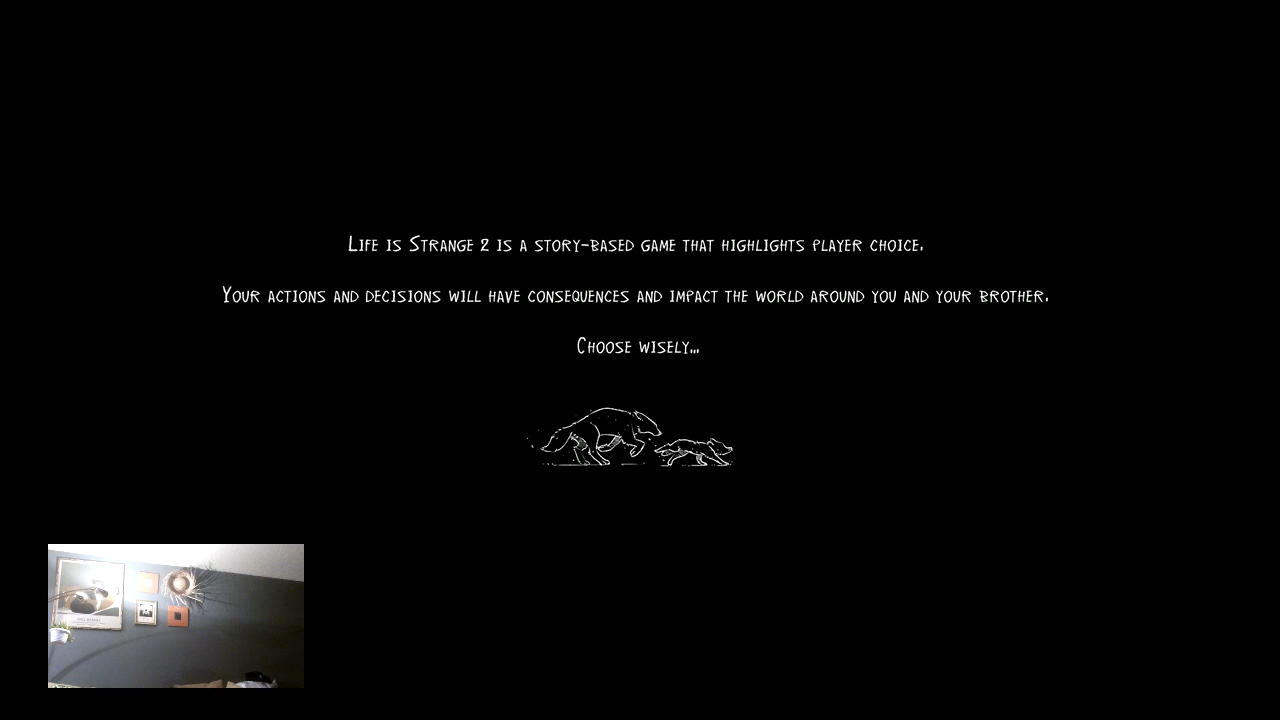 Life is Strange 2 is a story-based game that highlights player choice.
Your actions and decisions will have consequences and impact the world around you and your brother.
Choose wisely...